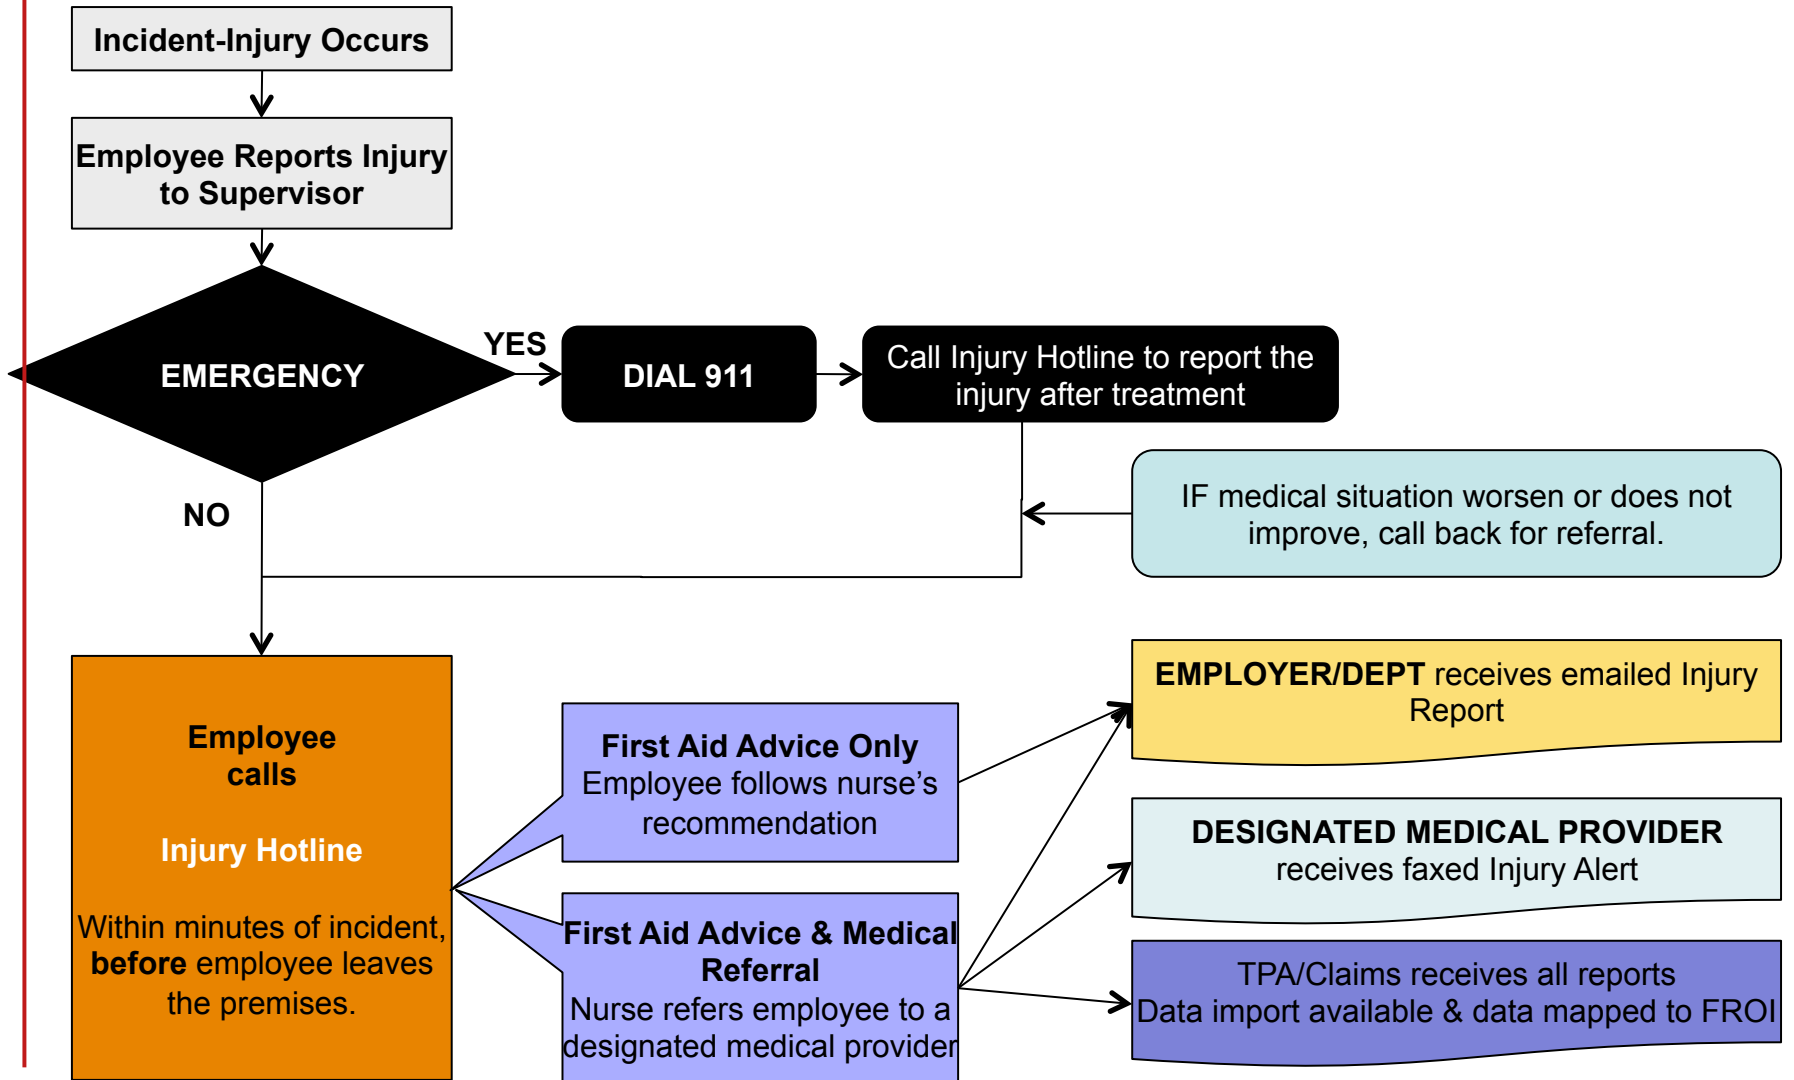 Incident-Injury Occurs
Employee Reports Injury
to Supervisor
EMERGENCY
YES
DIAL 911
Call Injury Hotline to report the
injury after treatment
NO
IF medical situation worsen or does not
improve, call back for referral.
Employee
calls
Injury Hotline
Within minutes of incident,
before employee leaves
the premises.
First Aid Advice Only
Employee follows nurse’s
recommendation
First Aid Advice & Medical
Referral
Nurse refers employee to a
designated medical provider
EMPLOYER/DEPT receives emailed Injury
Report
DESIGNATED MEDICAL PROVIDER
receives faxed Injury Alert
TPA/Claims receives all reports
Data import available & data mapped to FROI